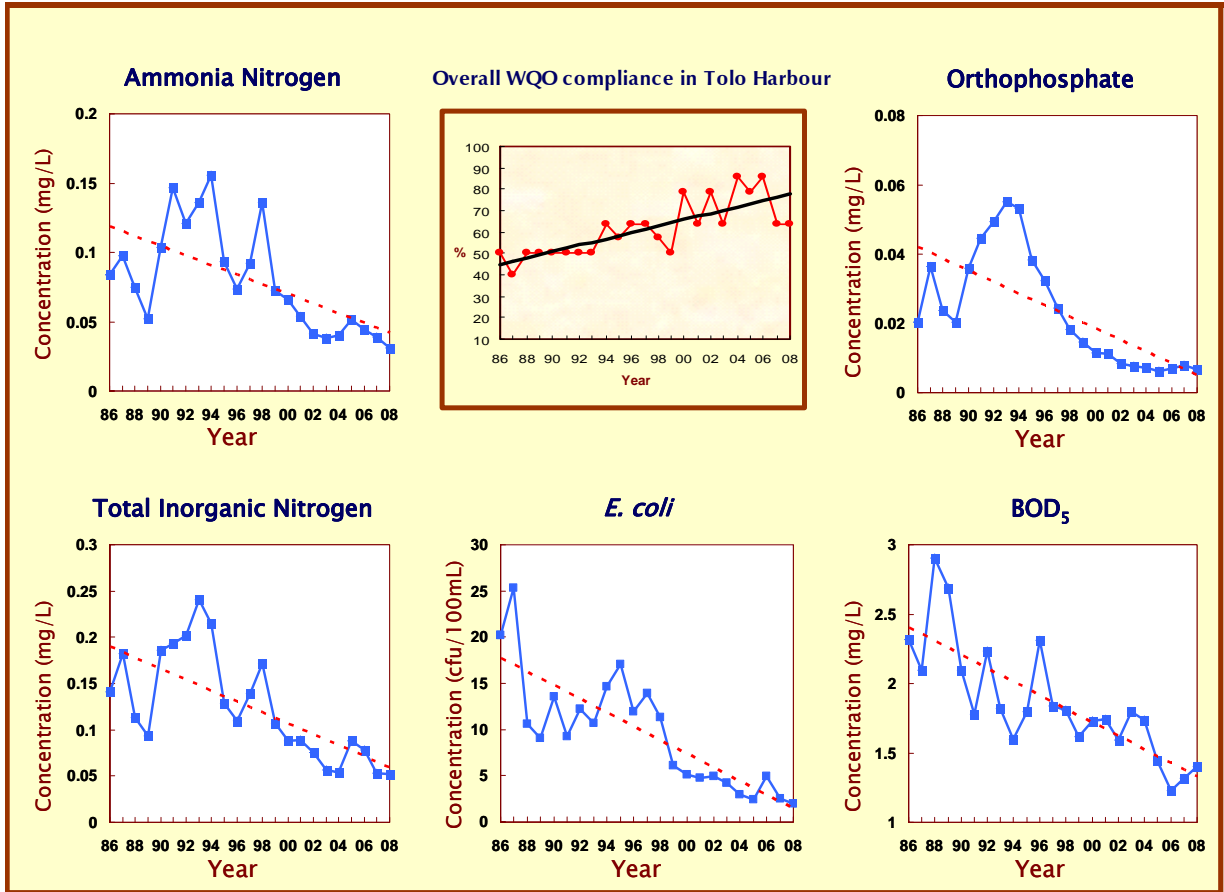 Ammonia Nitrogen
Concentration (mg/L)
0.2
0.15
0.1
0.05
0
86 88 90 92 94 96 98 00 02 04 06 08
Year
Overall WQO compliance in Tolo Harbour
%
100
90
80
70
60
50
40
30
20
10
86 88 90 92 94 96 98 00 02 04 06 08
Year
Orthophosphate
Concentration (mg/L)
0.08
0.06
0.04
0.02
0
86 88 90 92 94 96 98 00 02 04 06 08
Year
Total Inorganic Nitrogen
Concentration (mg/L)
0.3
0.25
0.2
0.15
0.1
0.05
0
86 88 90 92 94 96 98 00 02 04 06 08
Year
E. coli
Concentration (cfu/100mL)
30
25
20
15
10
5
0
86 88 90 92 94 96 98 00 02 04 06 08
Year
BOD5
Concentration (mg/L)
3
2.5
2
1.5
1
86 88 90 92 94 96 98 00 02 04 06 08
Year